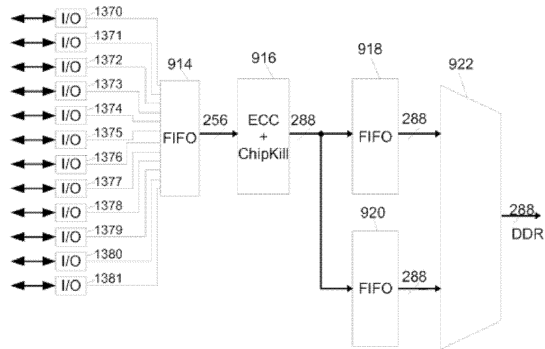 I/O 1370
I/O 1371
I/O 1372
I/O 1373
I/O 1374
I/O 1375
I/O 1376
I/O 1377
I/O 1378
I/O 1379
I/O 1380
I/O 1381
914
FIFO
256
916
ECC
+
ChipKill
288
918
FIFO
288
920
FIFO
288
922
288
DDR